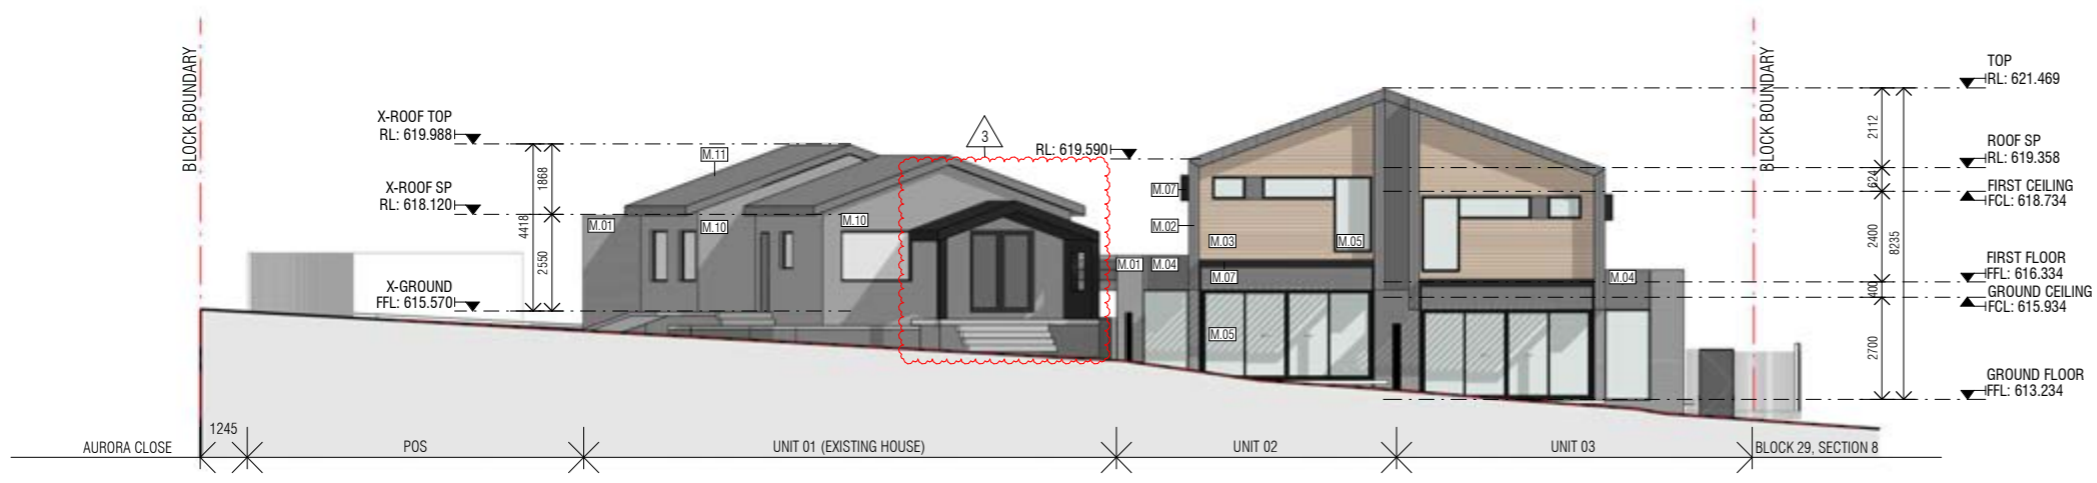 BLOCK BOUNDARY
X-ROOF TOP
RL: 619.988
X-ROOF SP
RL: 618.120
X-GROUND
FFL: 615.570
4418
1868
2550
M.11
M.01
M.10
M.10
3
RL: 619.590
M.07
M.02
M.03
M.05
M.01
M.04
M.07
M.05
M.04
BLOCK BOUNDARY
2112
624
2400
400
2700
8235
TOP
RL: 621.469
ROOF SP
RL: 619.358
FIRST CEILING
FCL: 618.734
FIRST FLOOR
FFL: 616.334
GROUND CEILING
FCL: 615.934
GROUND FLOOR
FFL: 613.234
AURORA CLOSE
1245
POS
UNIT 01 (EXISTING HOUSE)
UNIT 02
UNIT 03
BLOCK 29, SECTION 8